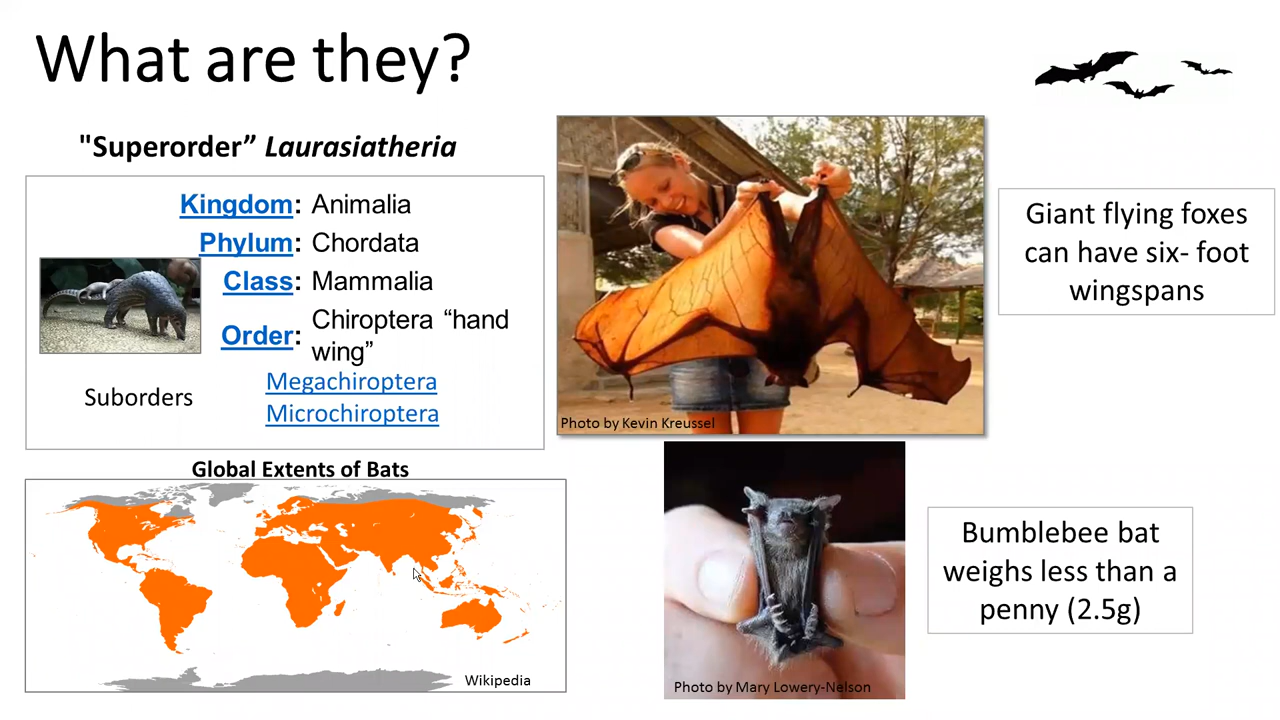 What are they?
"Superorder” Laurasiatheria
Kingdom: Animalia
Phylum: Chordata
Class: Mammalia
Order: Chiroptera “hand
wing”
Suborders
Megachiroptera
Microchiroptera
Global Extents of Bats
Wikipedia
Photo by Kevin Kreussel
Giant flying foxes
can have six- foot
wingspans
Photo by Mary Lowery-Nelson
Bumblebee bat
weighs less than a
penny (2.5g)